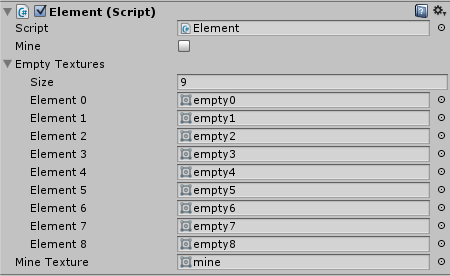 Element (Script)
Script Element
Mine
Empty Textures
Size 9
Element 0 empty0
Element 1 empty1
Element 2 empty2
Element 3 empty3
Element 4 empty4
Element 5 empty5
Element 6 empty6
Element 7 empty7
Element 8 empty8
Mine Texture mine